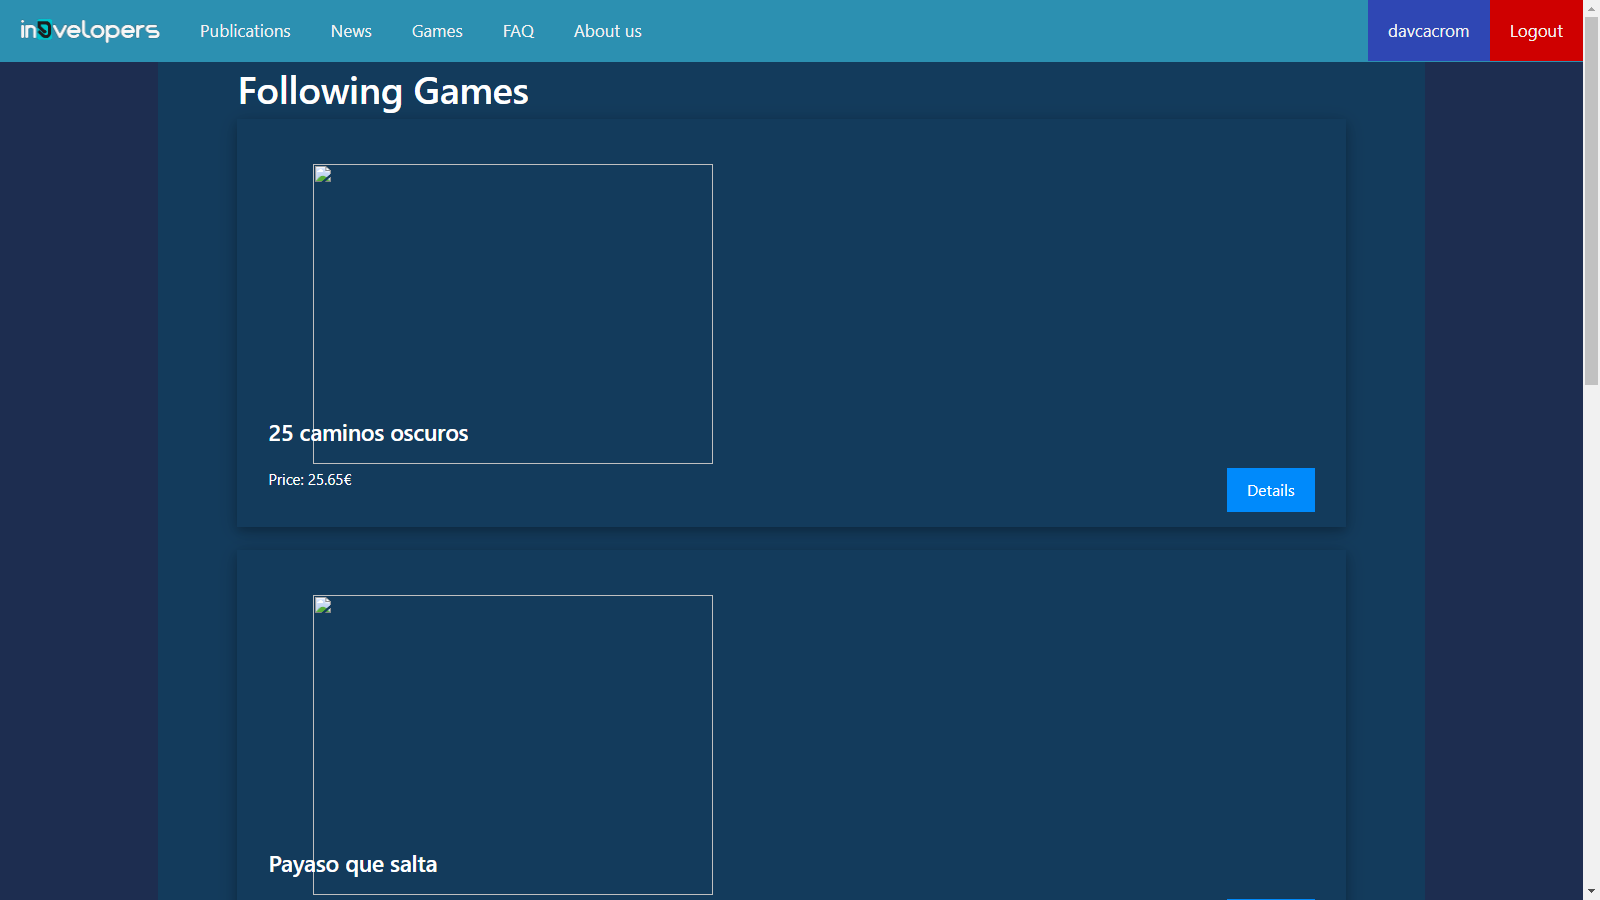 inDvelopers
Publications
News
Games
FAQ
About us
davcacrom
Logout
Following Games
25 caminos oscuros
Price: 25.65€
Details
Payaso que salta